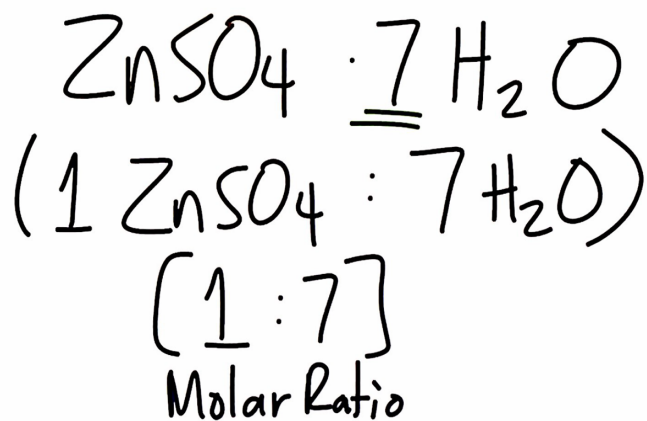 ZnSO₄ · 7 H₂O
(1 ZnSO₄ : 7 H₂O)
[1 : 7]
Molar Ratio